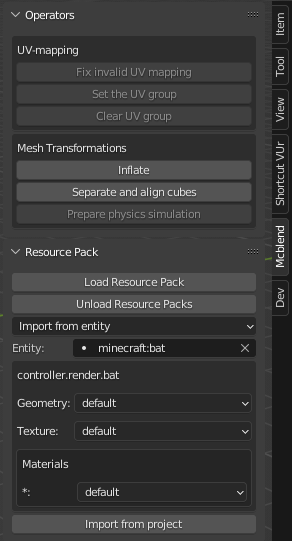 Operators
UV-mapping
Fix invalid UV mapping
Set the UV group
Clear UV group
Mesh Transformations
Inflate
Separate and align cubes
Prepare physics simulation
Resource Pack
Load Resource Pack
Unload Resource Packs
Import from entity
Entity: • minecraft:bat
controller.render.bat
Geometry: default
Texture: default
Materials
*: default
Import from project
Item
Tool
View
Shortcut VUr
Mcblend
Dev